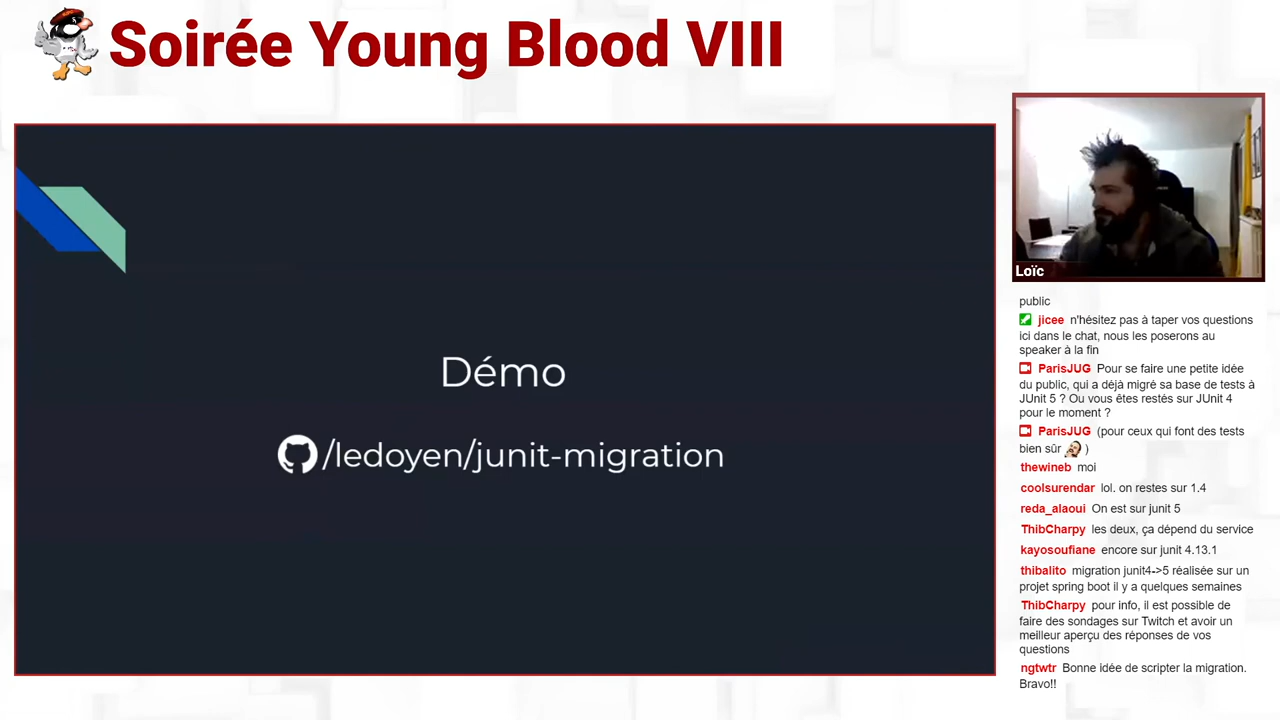 Soirée Young Blood VIII
Démo
/ledoyen/junit-migration
Loïc
public
jicee n'hésitez pas à taper vos questions
ici dans le chat, nous les poserons au
speaker à la fin
ParisJUG Pour se faire une petite idée
du public, qui a déjà migré sa base de tests à
JUnit 5 ? Ou vous êtes restés sur JUnit 4
pour le moment ?
ParisJUG (pour ceux qui font des tests
bien sûr )
thewineb moi
coolsurendar lol. on restes sur 1.4
reda_alaoui On est sur junit 5
ThibCharpy les deux, ça dépend du service
kayosoufiane encore sur junit 4.13.1
thibalito migration junit4->5 réalisée sur un
projet spring boot il y a quelques semaines
ThibCharpy pour info, il est possible de
faire des sondages sur Twitch et avoir un
meilleur aperçu des réponses de vos
questions
ngtwtr Bonne idée de scripter la migration.
Bravo!!